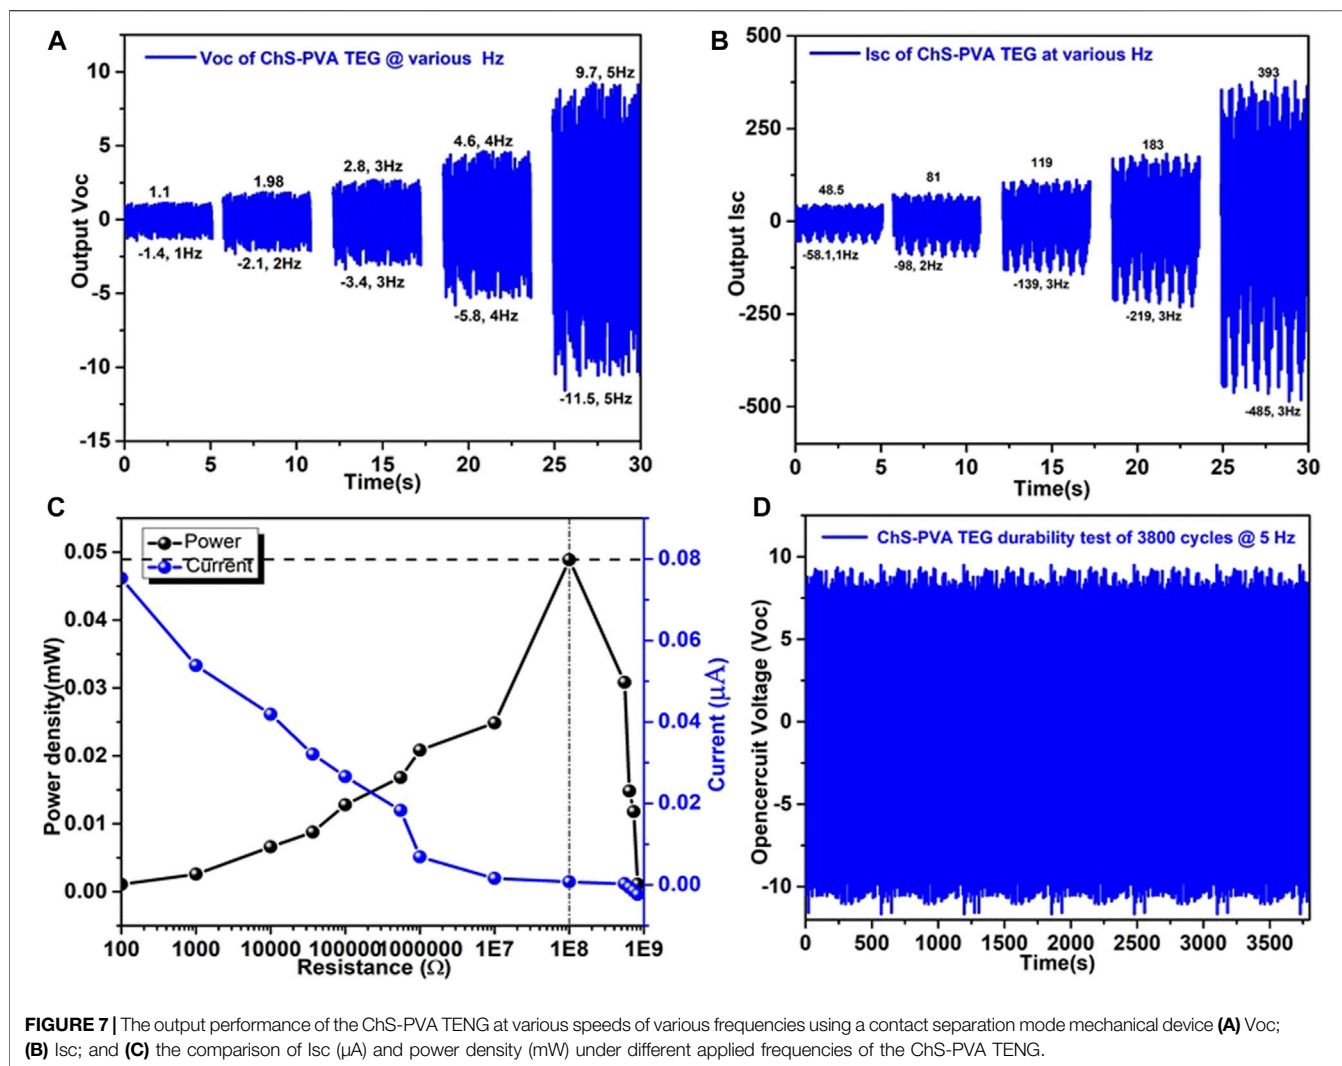 A
Voc of ChS-PVA TEG @ various Hz
10
5
0
-5
-10
-15
Output Voc
1.1
-1.4, 1Hz
1.98
-2.1, 2Hz
2.8, 3Hz
-3.4, 3Hz
4.6, 4Hz
-5.8, 4Hz
9.7, 5Hz
-11.5, 5Hz
0 5 10 15 20 25 30
Time(s)
B
Isc of ChS-PVA TEG at various Hz
500
250
0
-250
-500
Output Isc
48.5
-58.1,1Hz
81
-98, 2Hz
119
-139, 3Hz
183
-219, 3Hz
393
-485, 3Hz
0 5 10 15 20 25 30
Time(s)
C
Power
Current
0.05
0.04
0.03
0.02
0.01
0.00
Power density(mW)
0.08
0.06
0.04
0.02
0.00
Current (μA)
100 1000 10000 100000 1000000 1E7 1E8 1E9
Resistance (Ω)
D
ChS-PVA TEG durability test of 3800 cycles @ 5 Hz
10
5
0
-5
-10
Opencercuit Voltage (Voc)
0 500 1000 1500 2000 2500 3000 3500
Time(s)
FIGURE 7 | The output performance of the ChS-PVA TENG at various speeds of various frequencies using a contact separation mode mechanical device (A) Voc;
(B) Isc; and (C) the comparison of Isc (μA) and power density (mW) under different applied frequencies of the ChS-PVA TENG.